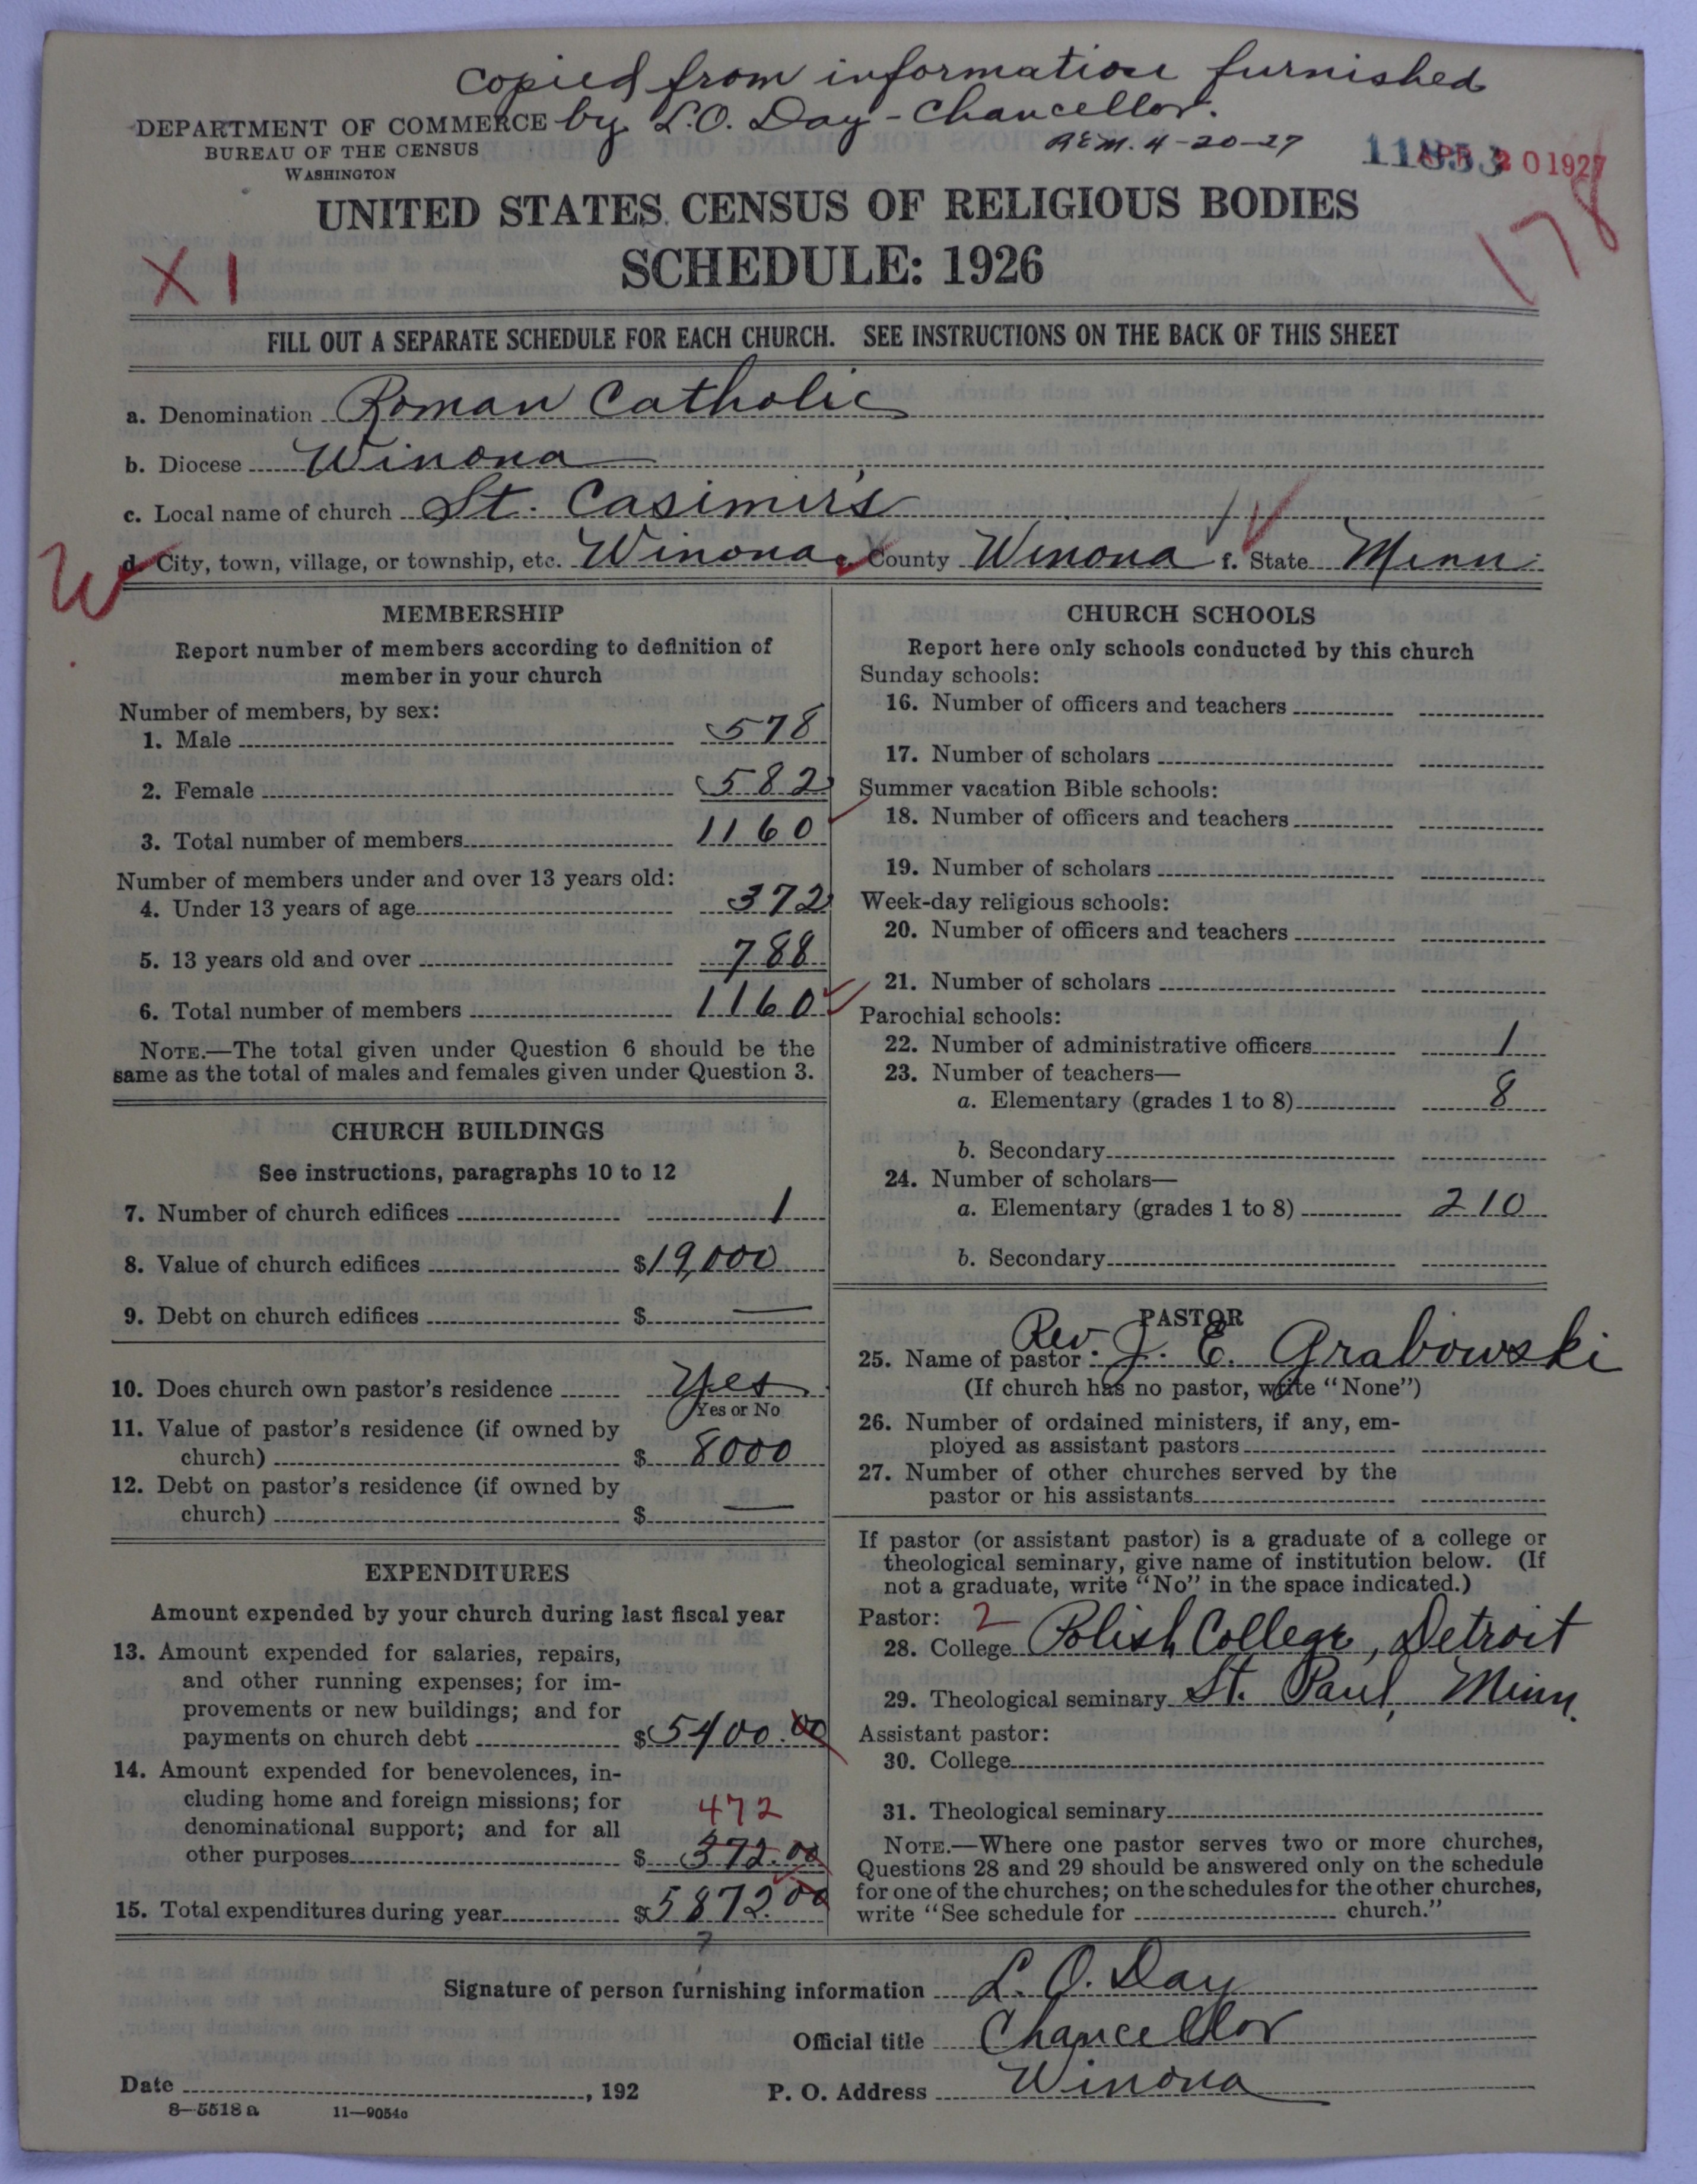 Copied from information furnished
by L.O. Day - Chancellor.
DEPARTMENT OF COMMERCE
BUREAU OF THE CENSUS
WASHINGTON
R.E.M. 4-20-27
11853 APR 20 1927
178
UNITED STATES CENSUS OF RELIGIOUS BODIES
SCHEDULE: 1926
X1
FILL OUT A SEPARATE SCHEDULE FOR EACH CHURCH. SEE INSTRUCTIONS ON THE BACK OF THIS SHEET
a. Denomination Roman Catholic
b. Diocese Winona
c. Local name of church St. Casimir's
W d. City, town, village, or township, etc. Winona e. County Winona f. State Minn.
MEMBERSHIP
Report number of members according to definition of
member in your church
Number of members, by sex:
1. Male 578
2. Female 582
3. Total number of members 1160
Number of members under and over 13 years old:
4. Under 13 years of age 372
5. 13 years old and over 788
6. Total number of members 1160
NOTE.—The total given under Question 6 should be the
same as the total of males and females given under Question 3.
CHURCH BUILDINGS
See instructions, paragraphs 10 to 12
7. Number of church edifices 1
8. Value of church edifices $19,000
9. Debt on church edifices $ —
10. Does church own pastor's residence Yes
Yes or No
11. Value of pastor's residence (if owned by
church) $ 8000
12. Debt on pastor's residence (if owned by
church) $ —
EXPENDITURES
Amount expended by your church during last fiscal year
13. Amount expended for salaries, repairs,
and other running expenses; for im-
provements or new buildings; and for
payments on church debt $5400.00
14. Amount expended for benevolences, in-
cluding home and foreign missions; for
472
denominational support; and for all
other purposes $ 372.00
15. Total expenditures during year $5872.00
?
CHURCH SCHOOLS
Report here only schools conducted by this church
Sunday schools:
16. Number of officers and teachers
17. Number of scholars
Summer vacation Bible schools:
18. Number of officers and teachers
19. Number of scholars
Week-day religious schools:
20. Number of officers and teachers
21. Number of scholars
Parochial schools:
22. Number of administrative officers 1
23. Number of teachers—
a. Elementary (grades 1 to 8) 8
b. Secondary
24. Number of scholars—
a. Elementary (grades 1 to 8) 210
b. Secondary
PASTOR
25. Name of pastor: Rev. J. E. Grabowski
(If church has no pastor, write "None")
26. Number of ordained ministers, if any, em-
ployed as assistant pastors
27. Number of other churches served by the
pastor or his assistants
If pastor (or assistant pastor) is a graduate of a college or
theological seminary, give name of institution below. (If
not a graduate, write "No" in the space indicated.)
Pastor: 2
28. College Polish College, Detroit
29. Theological seminary St. Paul, Minn.
Assistant pastor:
30. College
31. Theological seminary
NOTE.—Where one pastor serves two or more churches,
Questions 28 and 29 should be answered only on the schedule
for one of the churches; on the schedules for the other churches,
write "See schedule for church."
Signature of person furnishing information L. O. Day
Official title Chancellor
Date , 192 P. O. Address Winona
8—5518 a 11—9054c